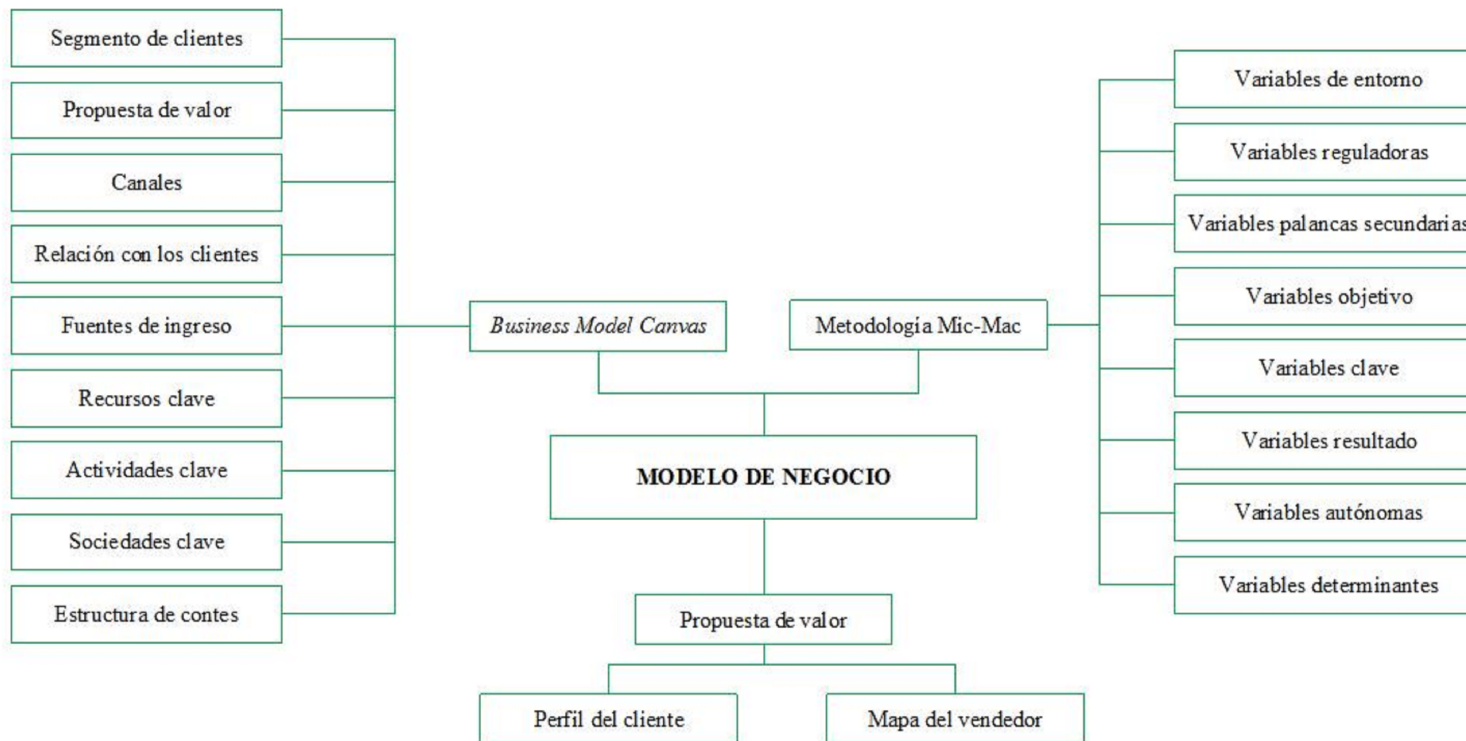 Segmento de clientes
Propuesta de valor
Canales
Relación con los clientes
Fuentes de ingreso
Recursos clave
Actividades clave
Sociedades clave
Estructura de contes
Business Model Canvas
Metodología Mic-Mac
MODELO DE NEGOCIO
Propuesta de valor
Perfil del cliente
Mapa del vendedor
Variables de entorno
Variables reguladoras
Variables palancas secundarias
Variables objetivo
Variables clave
Variables resultado
Variables autónomas
Variables determinantes